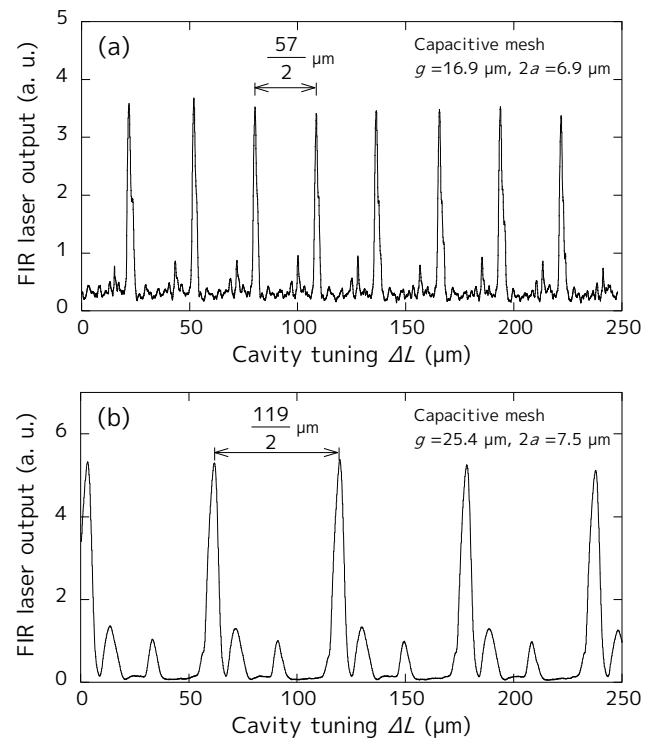 (a)
57
2
μm
Capacitive mesh
g =16.9 μm, 2a =6.9 μm
FIR laser output (a. u.)
5
4
3
2
1
0
0 50 100 150 200 250
Cavity tuning ΔL (μm)
(b)
119
2
μm
Capacitive mesh
g =25.4 μm, 2a =7.5 μm
FIR laser output (a. u.)
6
4
2
0
0 50 100 150 200 250
Cavity tuning ΔL (μm)